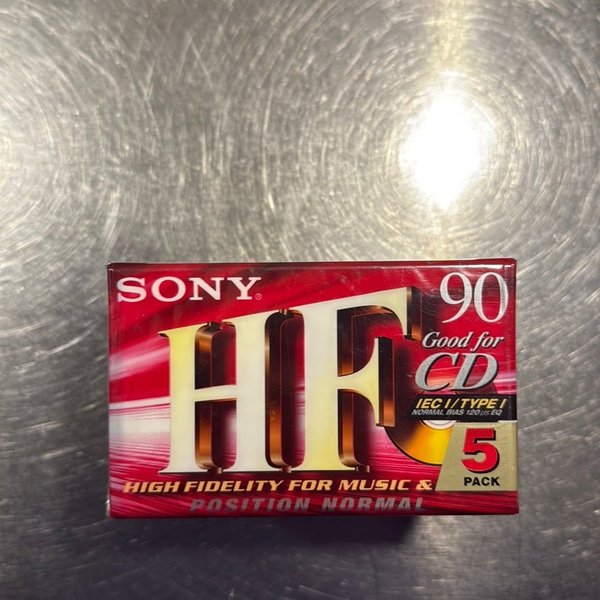 SONY®
HF
90
Good for
CD
IEC I/TYPE I
NORMAL BIAS 120µs EQ
5
PACK
HIGH FIDELITY FOR MUSIC &
POSITION NORMAL